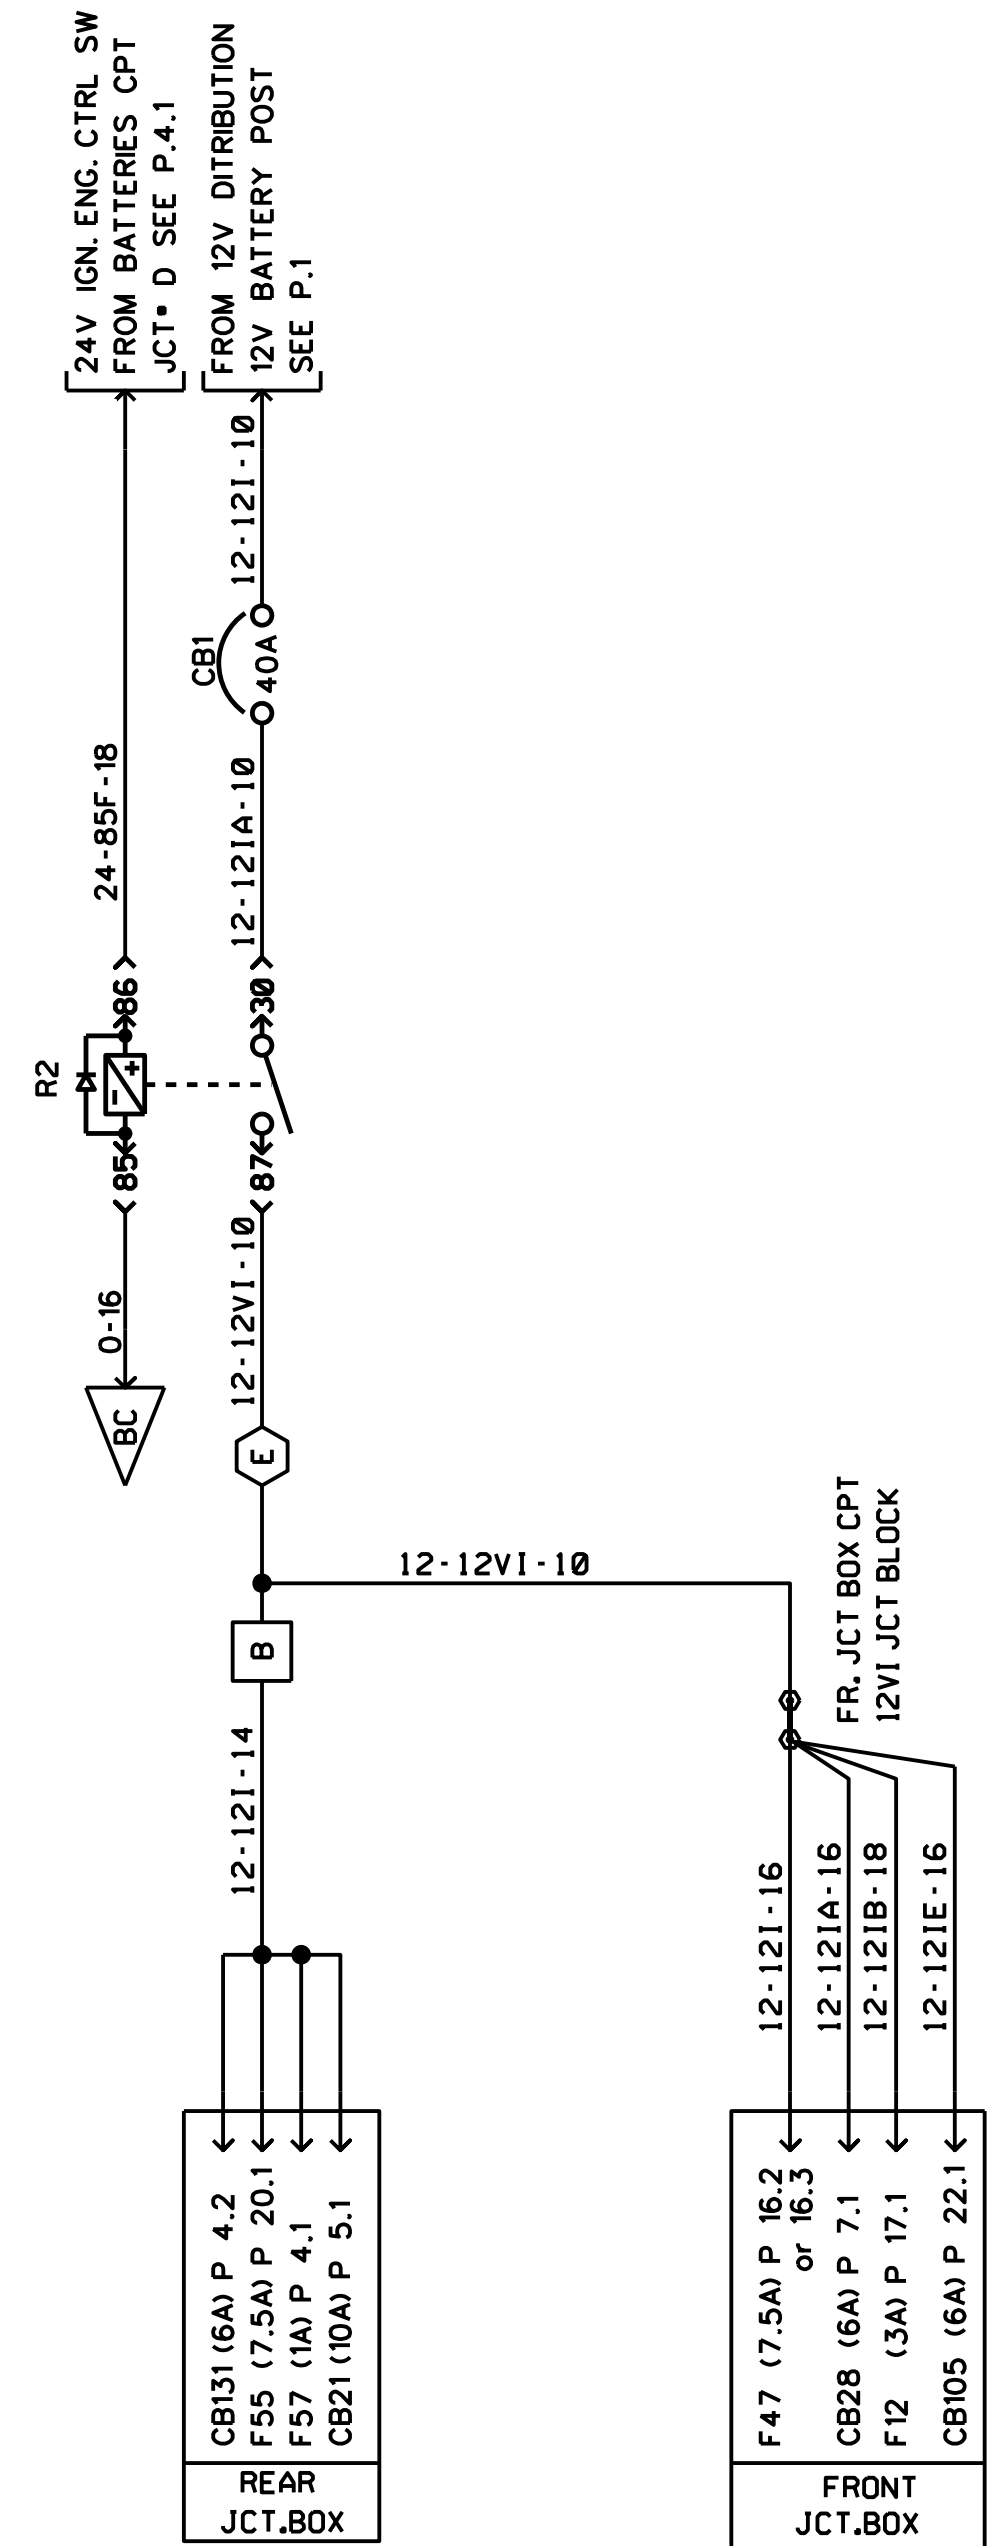 24V IGN. ENG. CTRL SW
FROM BATTERIES CPT
JCT• D SEE P.4.1
FROM 12V DITRIBUTION
12V BATTERY POST
SEE P.1
12-12I-10
CB1
40A
24-85F-18
12-12IA-10
86
30
R2
- +
85
87
0-16
12-12VI-10
BC
E
12-12VI-10
B
FR. JCT BOX CPT
12VI JCT BLOCK
12-12I-14
12-12I-16
12-12IA-16
12-12IB-18
12-12IE-16
CB131 (6A) P 4.2
F55 (7.5A) P 20.1
F57 (1A) P 4.1
CB21 (10A) P 5.1
REAR
JCT.BOX
F47 (7.5A) P 16.2
or 16.3
CB28 (6A) P 7.1
F12 (3A) P 17.1
CB105 (6A) P 22.1
FRONT
JCT.BOX